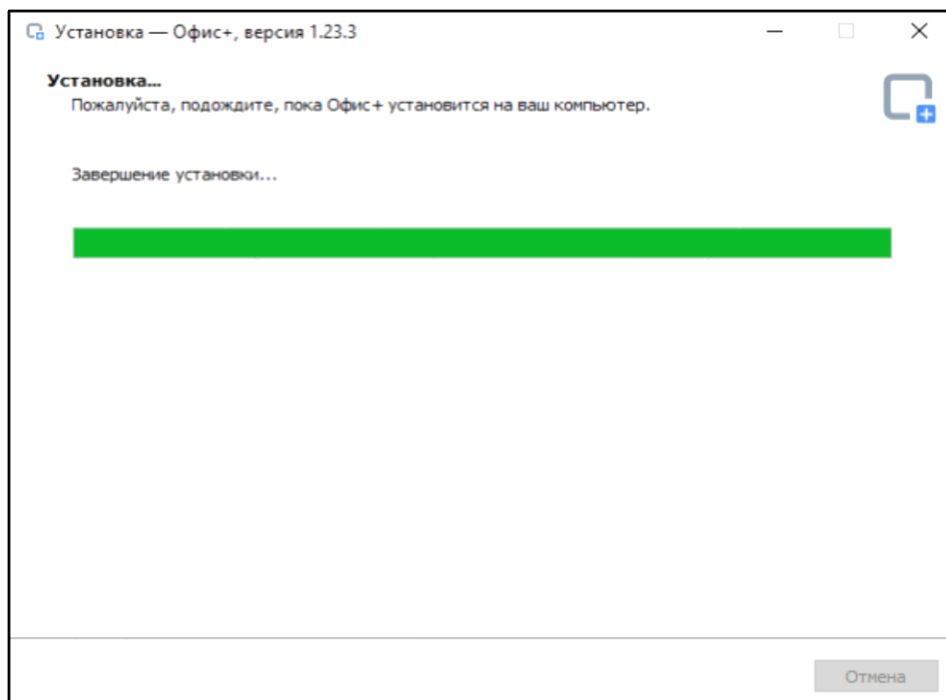 Установка — Офис+, версия 1.23.3
Установка...
Пожалуйста, подождите, пока Офис+ установится на ваш компьютер.
Завершение установки...
Отмена